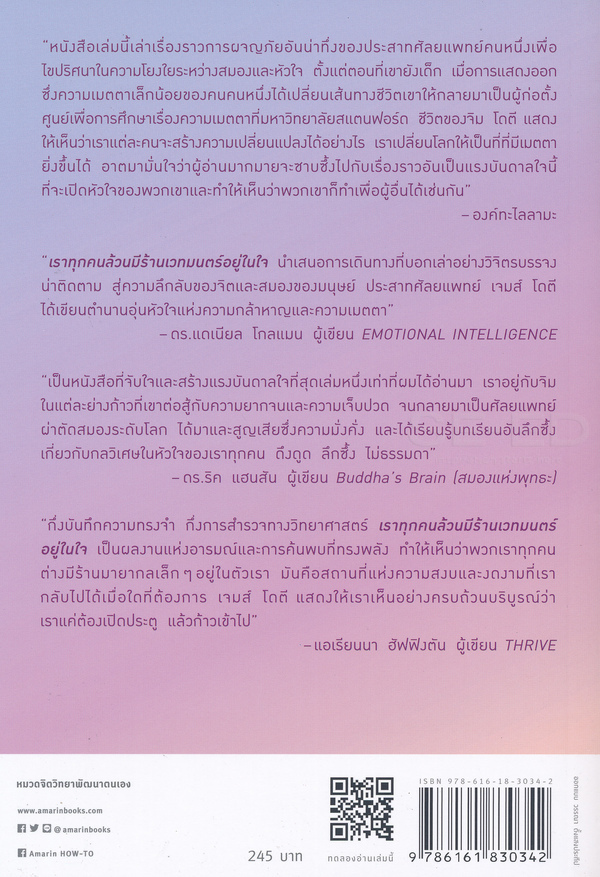 “หนังสือเล่มนี้เล่าเรื่องราวการผจญภัยอันน่าทึ่งของประสาทศัลยแพทย์คนหนึ่งเพื่อ
ไขปริศนาในความโยงใยระหว่างสมองและหัวใจ ตั้งแต่ตอนที่เขายังเด็ก เมื่อการแสดงออก
ซึ่งความเมตตาเล็กน้อยของคนคนหนึ่งได้เปลี่ยนเส้นทางชีวิตเขาให้กลายมาเป็นผู้ก่อตั้ง
ศูนย์เพื่อการศึกษาเรื่องความเมตตาที่มหาวิทยาลัยสแตนฟอร์ด ชีวิตของจิม โดตี แสดง
ให้เห็นว่าเราแต่ละคนจะสร้างความเปลี่ยนแปลงได้อย่างไร เราเปลี่ยนโลกให้เป็นที่ที่มีเมตตา
ยิ่งขึ้นได้ อาตมามั่นใจว่าผู้อ่านมากมายจะซาบซึ้งไปกับเรื่องราวอันเป็นแรงบันดาลใจนี้
ที่จะเปิดหัวใจของพวกเขาและทำให้เห็นว่าพวกเขาก็ทำเพื่อผู้อื่นได้เช่นกัน”
– องค์ทะไลลามะ
“เราทุกคนล้วนมีร้านเวทมนตร์อยู่ในใจ นำเสนอการเดินทางที่บอกเล่าอย่างวิจิตรบรรจง
น่าติดตาม สู่ความลึกลับของจิตและสมองของมนุษย์ ประสาทศัลยแพทย์ เจมส์ โดตี
ได้เขียนตำนานอุ่นหัวใจแห่งความกล้าหาญและความเมตตา”
– ดร.แดเนียล โกลแมน ผู้เขียน EMOTIONAL INTELLIGENCE
“เป็นหนังสือที่จับใจและสร้างแรงบันดาลใจที่สุดเล่มหนึ่งเท่าที่ผมได้อ่านมา เราอยู่กับจิม
ในแต่ละย่างก้าวที่เขาต่อสู้กับความยากจนและความเจ็บปวด จนกลายมาเป็นศัลยแพทย์
ผ่าตัดสมองระดับโลก ได้มาและสูญเสียซึ่งความมั่งคั่ง และได้เรียนรู้บทเรียนอันลึกซึ้ง
เกี่ยวกับกลวิเศษในหัวใจของเราทุกคน ดึงดูด ลึกซึ้ง ไม่ธรรมดา”
– ดร.ริค แฮนสัน ผู้เขียน Buddha’s Brain (สมองแห่งพุทธะ)
“กึ่งบันทึกความทรงจำ กึ่งการสำรวจทางวิทยาศาสตร์ เราทุกคนล้วนมีร้านเวทมนตร์
อยู่ในใจ เป็นผลงานแห่งอารมณ์และการค้นพบที่ทรงพลัง ทำให้เห็นว่าพวกเราทุกคน
ต่างมีร้านมายากลเล็กๆ อยู่ในตัวเรา มันคือสถานที่แห่งความสงบและงดงามที่เรา
กลับไปได้เมื่อใดที่ต้องการ เจมส์ โดตี แสดงให้เราเห็นอย่างครบถ้วนบริบูรณ์ว่า
เราแค่ต้องเปิดประตู แล้วก้าวเข้าไป”
– แอเรียนนา ฮัฟฟิงตัน ผู้เขียน THRIVE
หมวดจิตวิทยาพัฒนาตนเอง
www.amarinbooks.com
@amarinbooks
Amarin HOW-TO
245 บาท
ทดลองอ่านเล่มนี้
ISBN 978-616-18-3034-2
9 786161 830342
ออกแบบ วรรณา